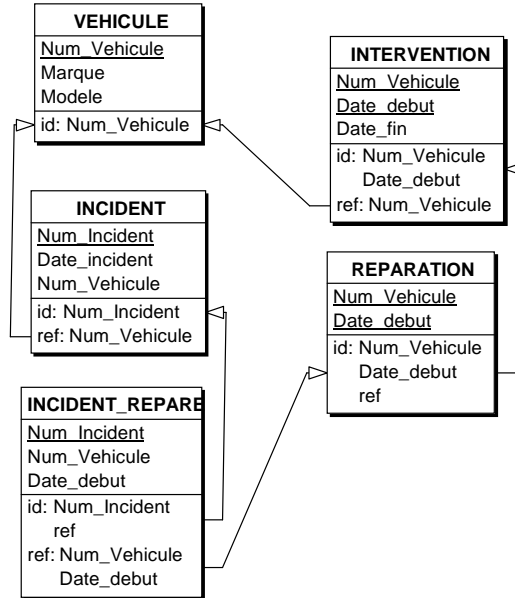 VEHICULE
Num_Vehicule
Marque
Modele
id: Num_Vehicule
INTERVENTION
Num_Vehicule
Date_debut
Date_fin
id: Num_Vehicule
Date_debut
ref: Num_Vehicule
INCIDENT
Num_Incident
Date_incident
Num_Vehicule
id: Num_Incident
ref: Num_Vehicule
REPARATION
Num_Vehicule
Date_debut
id: Num_Vehicule
Date_debut
ref
INCIDENT_REPARE
Num_Incident
Num_Vehicule
Date_debut
id: Num_Incident
ref
ref: Num_Vehicule
Date_debut